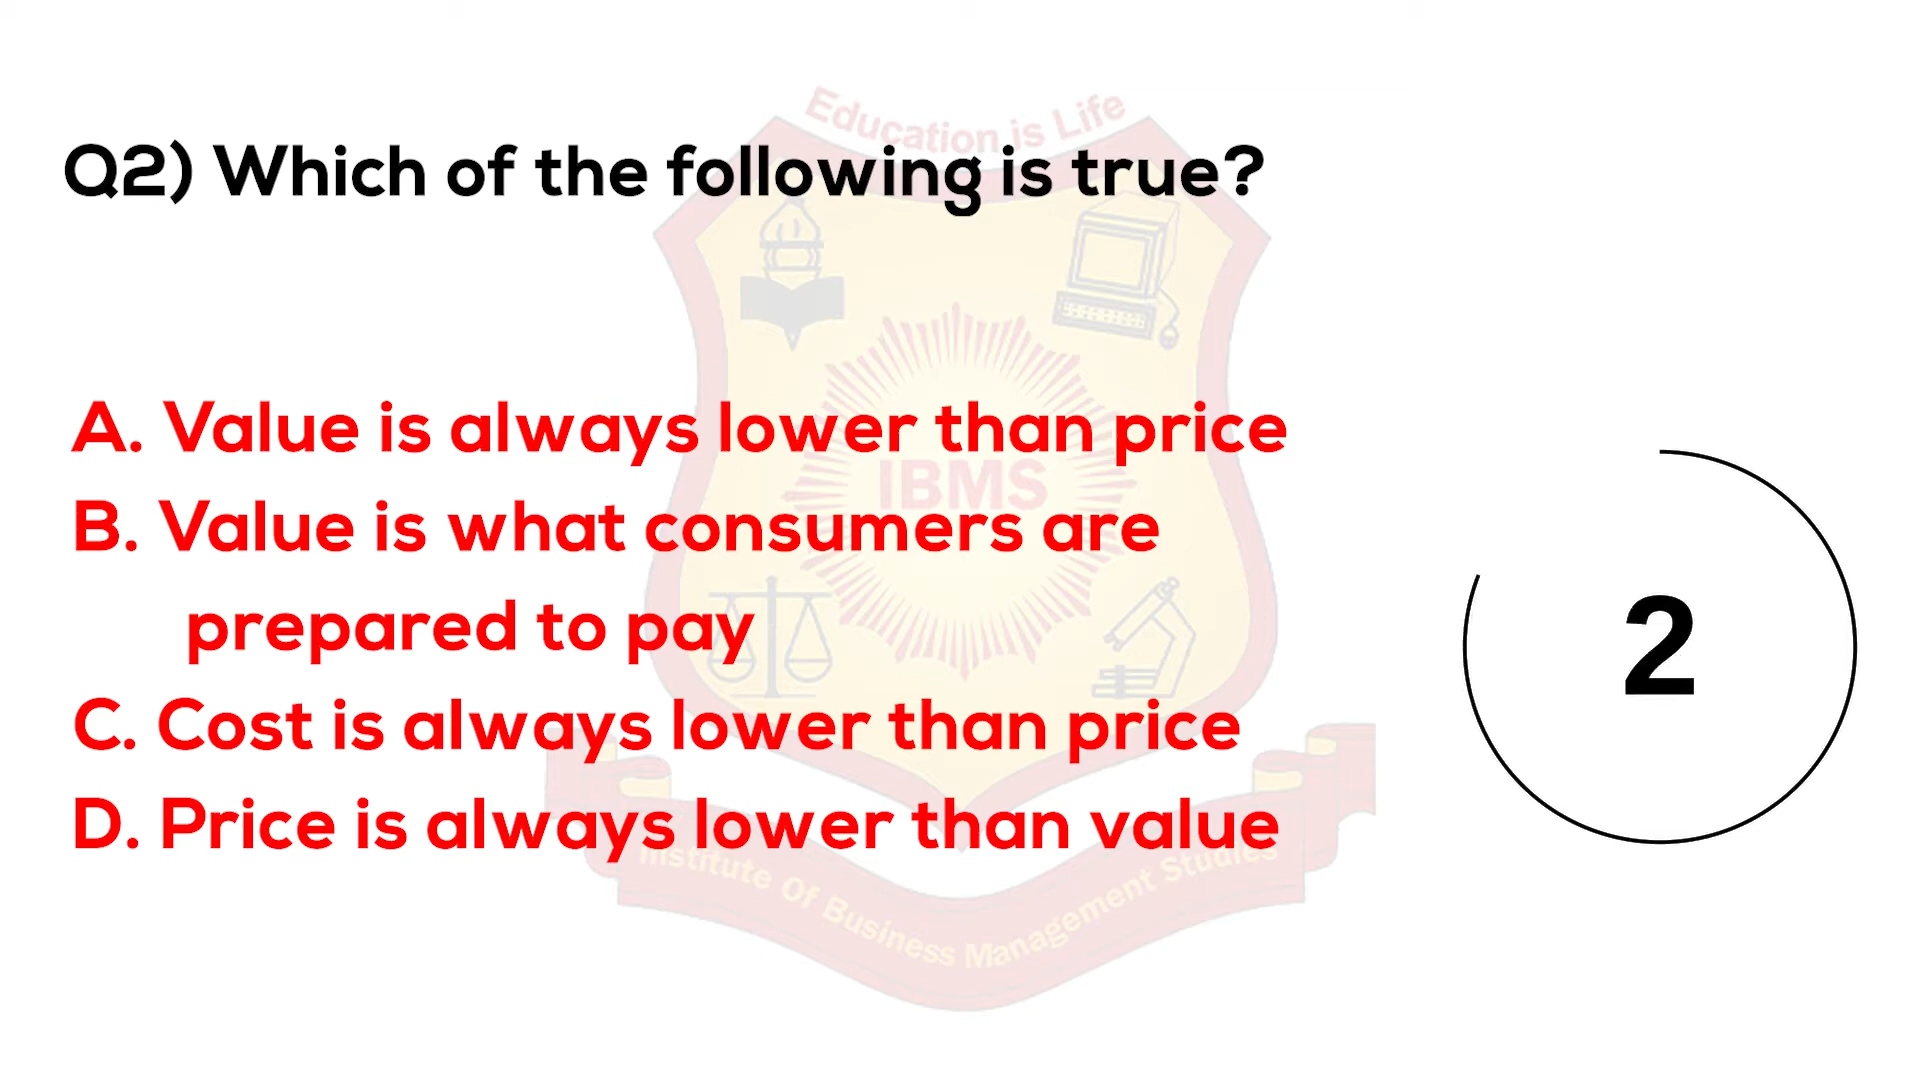 Education is Life
Q2) Which of the following is true?
A. Value is always lower than price
IBMS
B. Value is what consumers are
prepared to pay
C. Cost is always lower than price
D. Price is always lower than value
2
Institute Of Business Management Studies